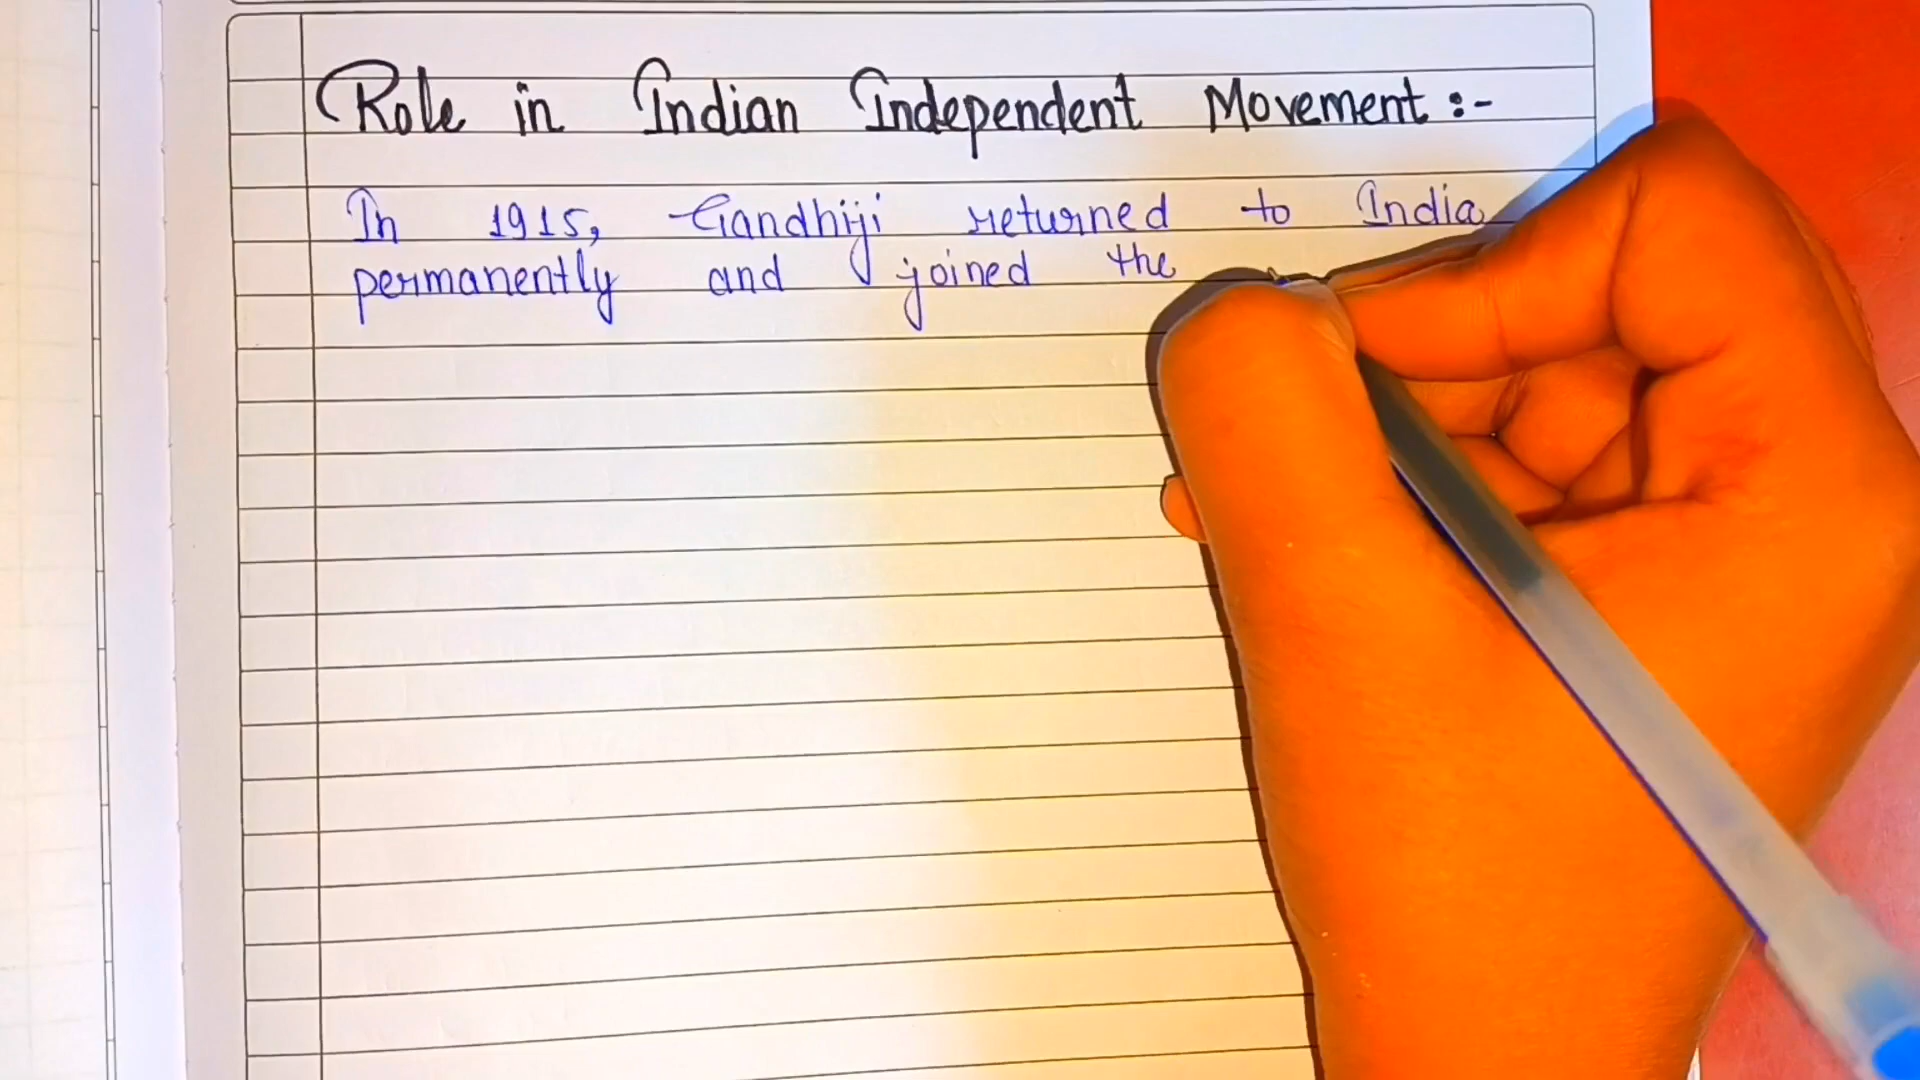 Role in Indian Independent Movement :-
In 1915, Gandhiji returned to India
permanently and joined the